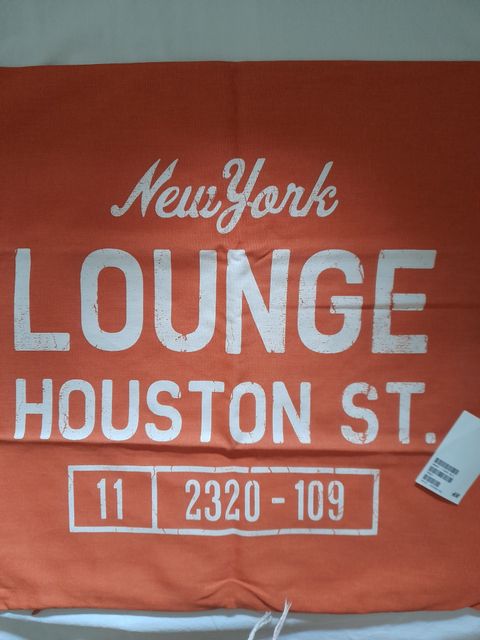 New York
LOUNGE
HOUSTON ST.
11 2320-109